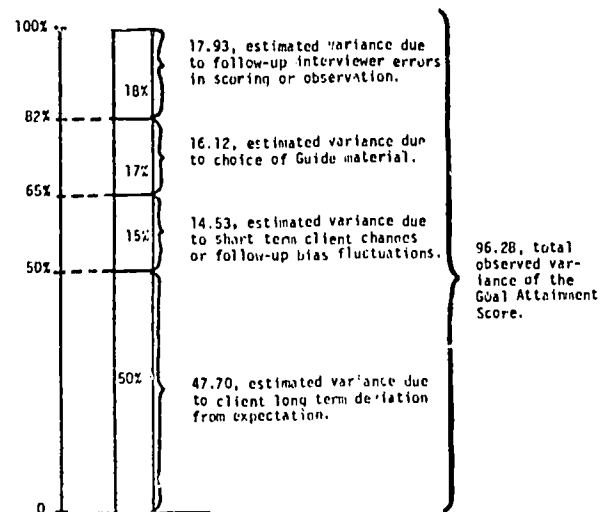 100%
17.93, estimated variance due
to follow-up interviewer errors
in scoring or observation.
18%
82%
16.12, estimated variance due
to choice of Guide material.
17%
65%
14.53, estimated variance due
to short term client changes
or follow-up bias fluctuations.
15%
50%
96.28, total
observed var-
iance of the
Goal Attainment
Score.
50%
47.70, estimated variance due
to client long term deviation
from expectation.
0